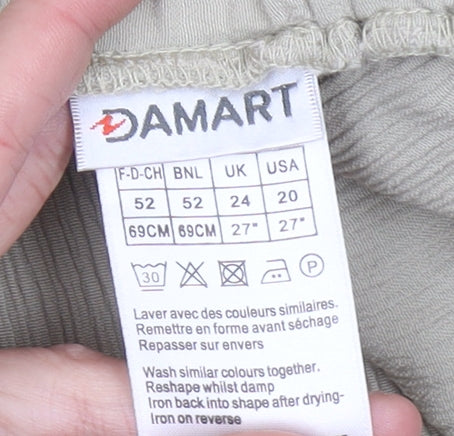 DAMART
F-D-CH BNL UK USA
52 52 24 20
69CM 69CM 27" 27"
30 P
Laver avec des couleurs similaires.
Remettre en forme avant séchage
Repasser sur envers
Wash similar colours together.
Reshape whilst damp
Iron back into shape after drying-
Iron on reverse